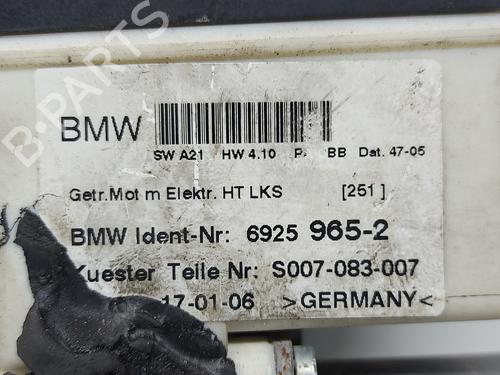 BMW
SW A21 HW 4.10 P. BB Dat. 47-05
Getr.Mot m Elektr. HT LKS [251]
BMW Ident-Nr: 6925 965-2
Kuester Teile Nr: S007-083-007
17-01-06 >GERMANY<
B-PARTS